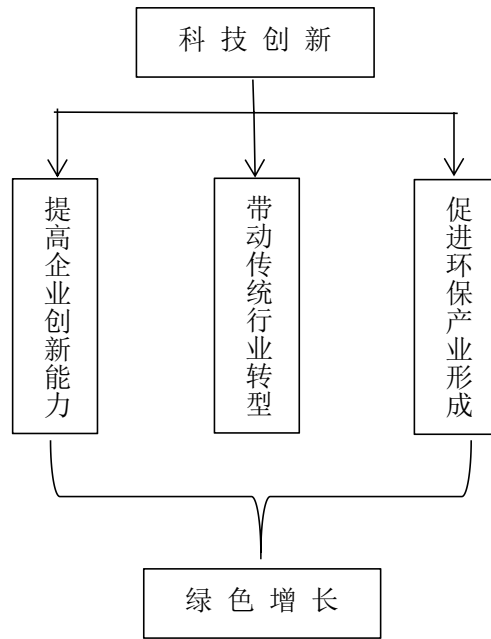 科技创新
提高企业创新能力
带动传统行业转型
促进环保产业形成
绿色增长